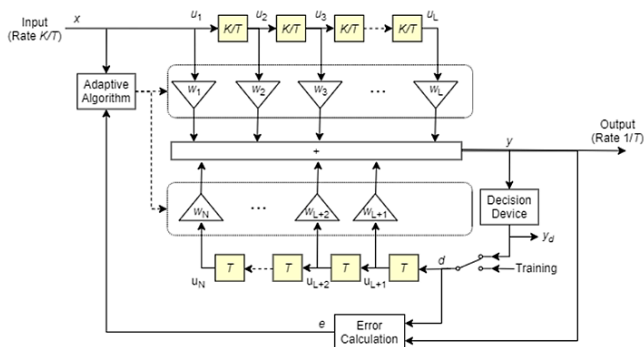 Input
(Rate K/T)
x
u1 u2 u3 uL
K/T K/T K/T K/T
Adaptive
Algorithm
w1 w2 w3 ... wL
+
y
Output
(Rate 1/T)
wN ... wL+2 wL+1
Decision
Device
yd
T T T T
d
Training
uN uL+2 uL+1
e
Error
Calculation